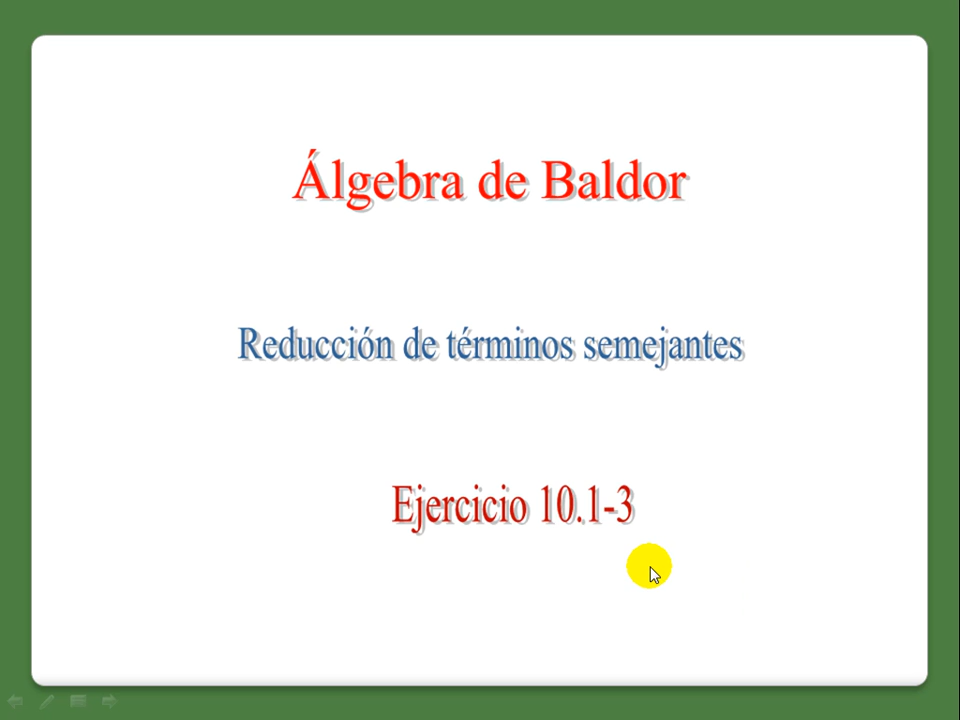 Álgebra de Baldor
Reducción de términos semejantes
Ejercicio 10.1-3